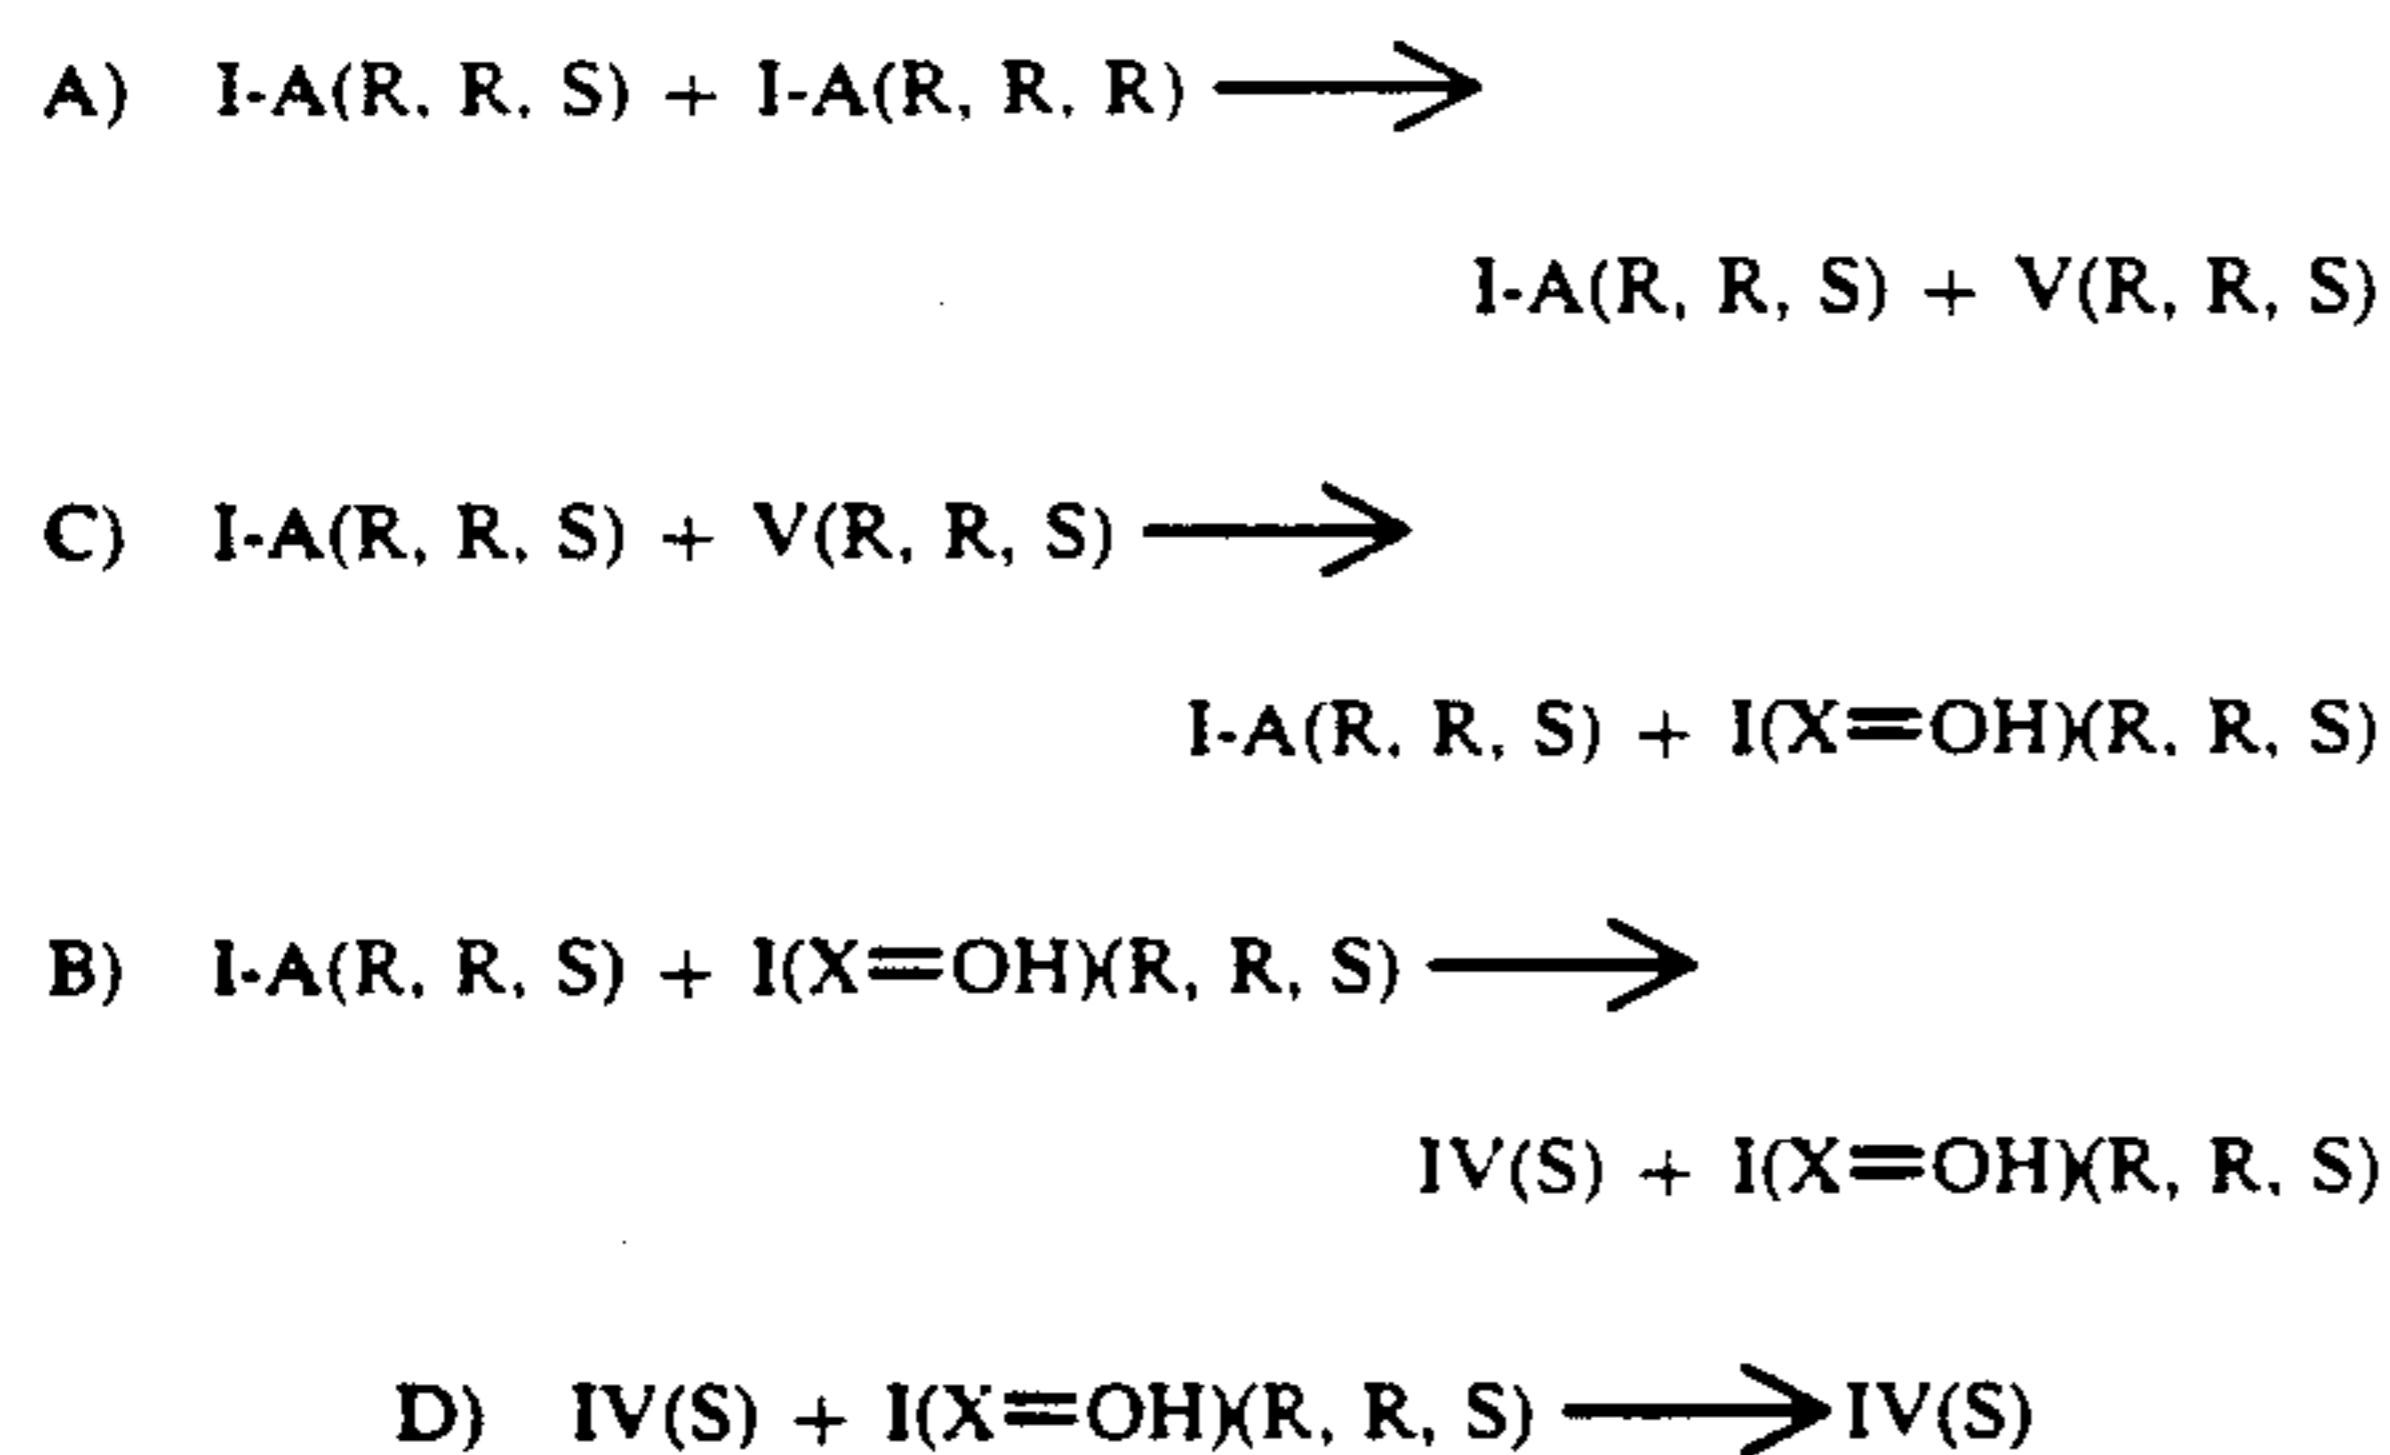 A) I-A(R, R, S) + I-A(R, R, R) ⟶
I-A(R, R, S) + V(R, R, S)
C) I-A(R, R, S) + V(R, R, S) ⟶
I-A(R, R, S) + I(X=OH)(R, R, S)
B) I-A(R, R, S) + I(X=OH)(R, R, S) ⟶
IV(S) + I(X=OH)(R, R, S)
D) IV(S) + I(X=OH)(R, R, S) ⟶ IV(S)